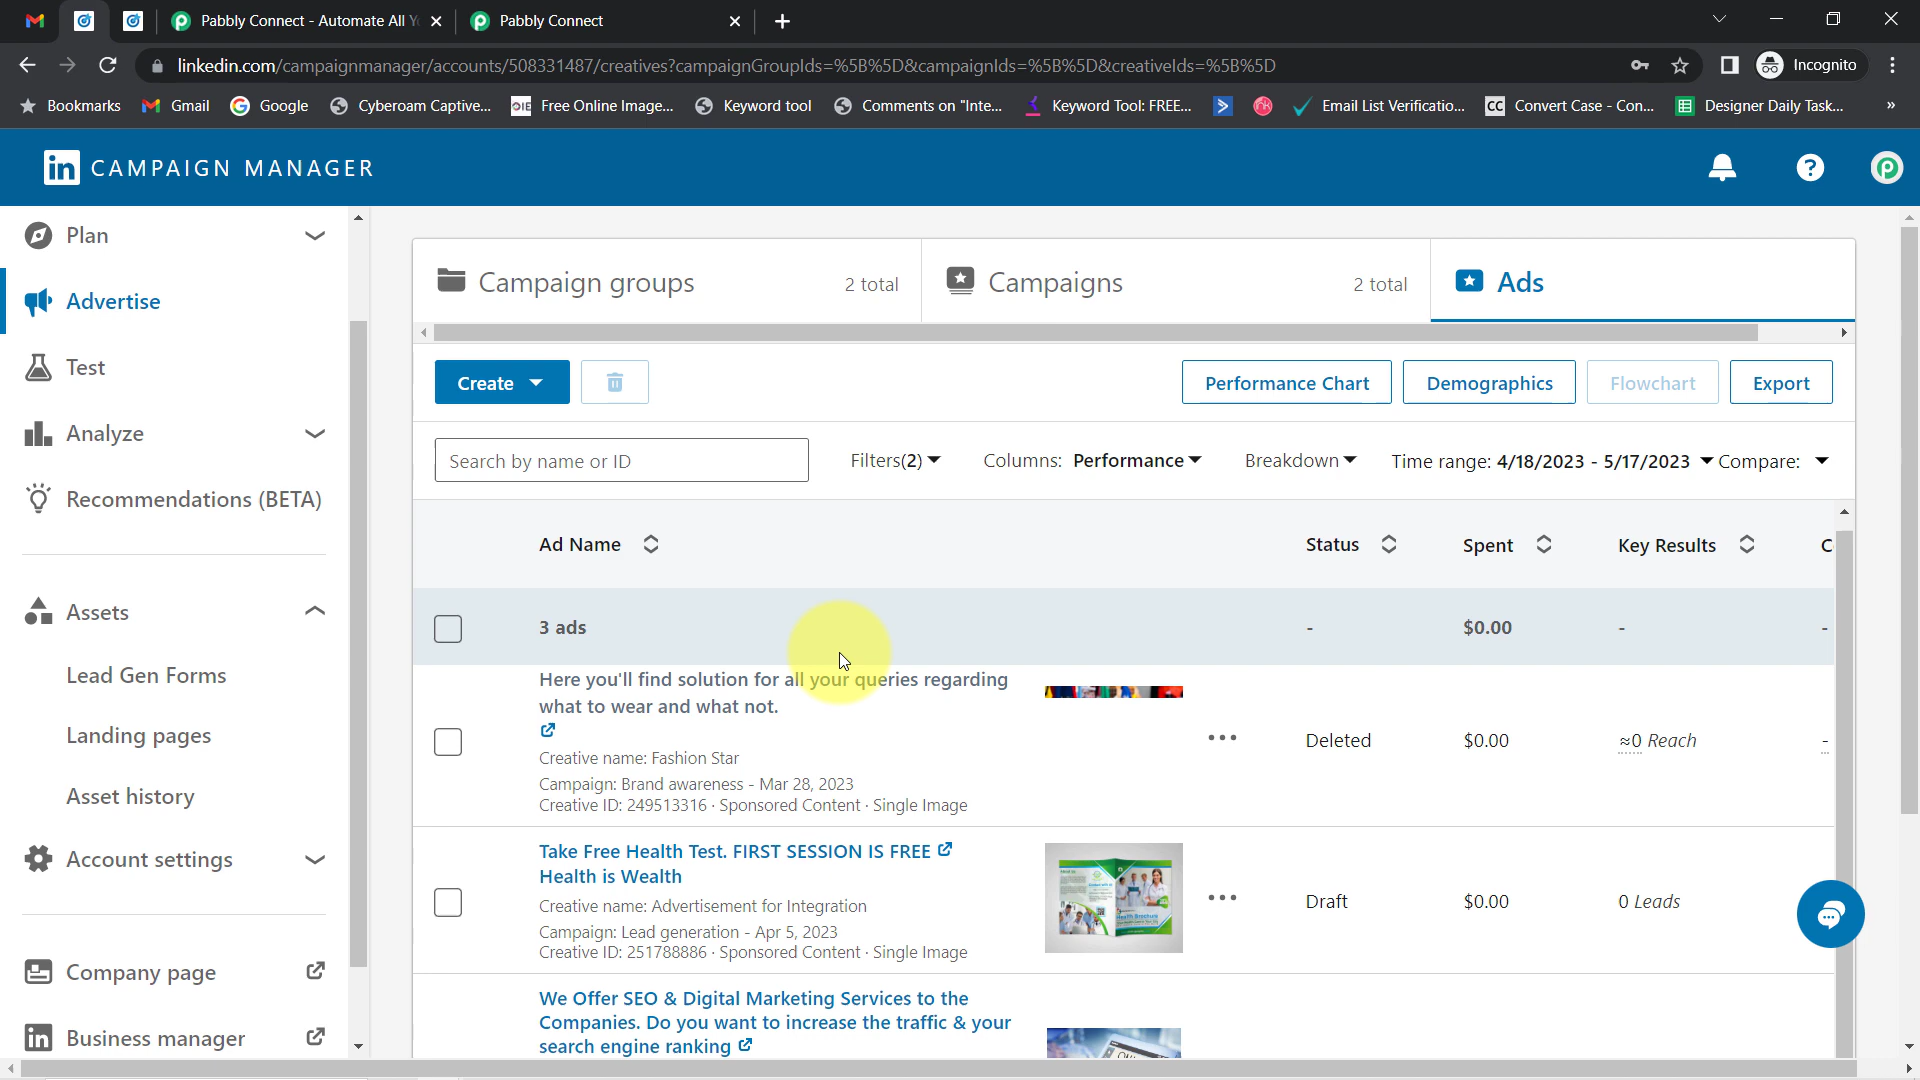 Pabbly Connect - Automate All Y
Pabbly Connect
linkedin.com/campaignmanager/accounts/508331487/creatives?campaignGroupIds=%5B%5D&campaignIds=%5B%5D&creativeIds=%5B%5D
Incognito
Bookmarks
Gmail
Google
Cyberoam Captive...
Free Online Image...
Keyword tool
Comments on "Inte...
Keyword Tool: FREE...
Email List Verificatio...
CC
Convert Case - Con...
Designer Daily Task...
»
in CAMPAIGN MANAGER
Plan
Advertise
Test
Analyze
Recommendations (BETA)
Assets
Lead Gen Forms
Landing pages
Asset history
Account settings
Company page
Business manager
Campaign groups 2 total
Campaigns 2 total
Ads
Create
Performance Chart
Demographics
Flowchart
Export
Search by name or ID
Filters(2)
Columns: Performance
Breakdown
Time range: 4/18/2023 - 5/17/2023
Compare:
Ad Name
Status
Spent
Key Results
C
3 ads
-
$0.00
-
-
Here you'll find solution for all your queries regarding
what to wear and what not.
Creative name: Fashion Star
Campaign: Brand awareness - Mar 28, 2023
Creative ID: 249513316 · Sponsored Content · Single Image
Deleted
$0.00
≈0 Reach
-
Take Free Health Test. FIRST SESSION IS FREE
Health is Wealth
Creative name: Advertisement for Integration
Campaign: Lead generation - Apr 5, 2023
Creative ID: 251788886 · Sponsored Content · Single Image
Draft
$0.00
0 Leads
We Offer SEO & Digital Marketing Services to the
Companies. Do you want to increase the traffic & your
search engine ranking